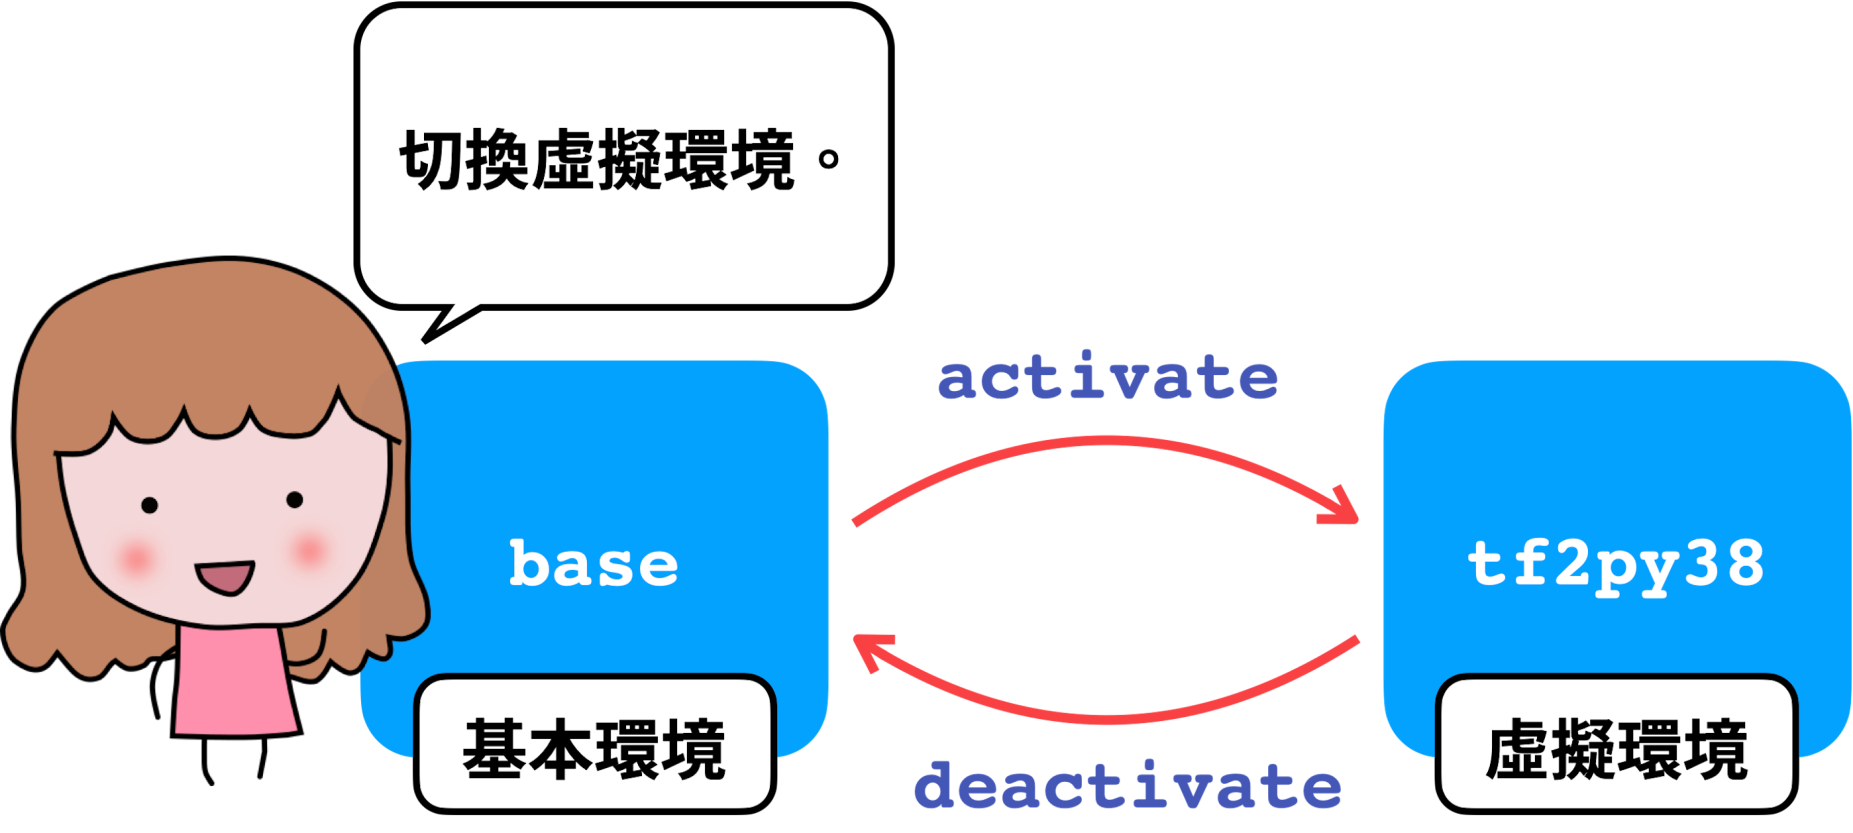 切換虛擬環境。
activate
base
tf2py38
基本環境
虛擬環境
deactivate